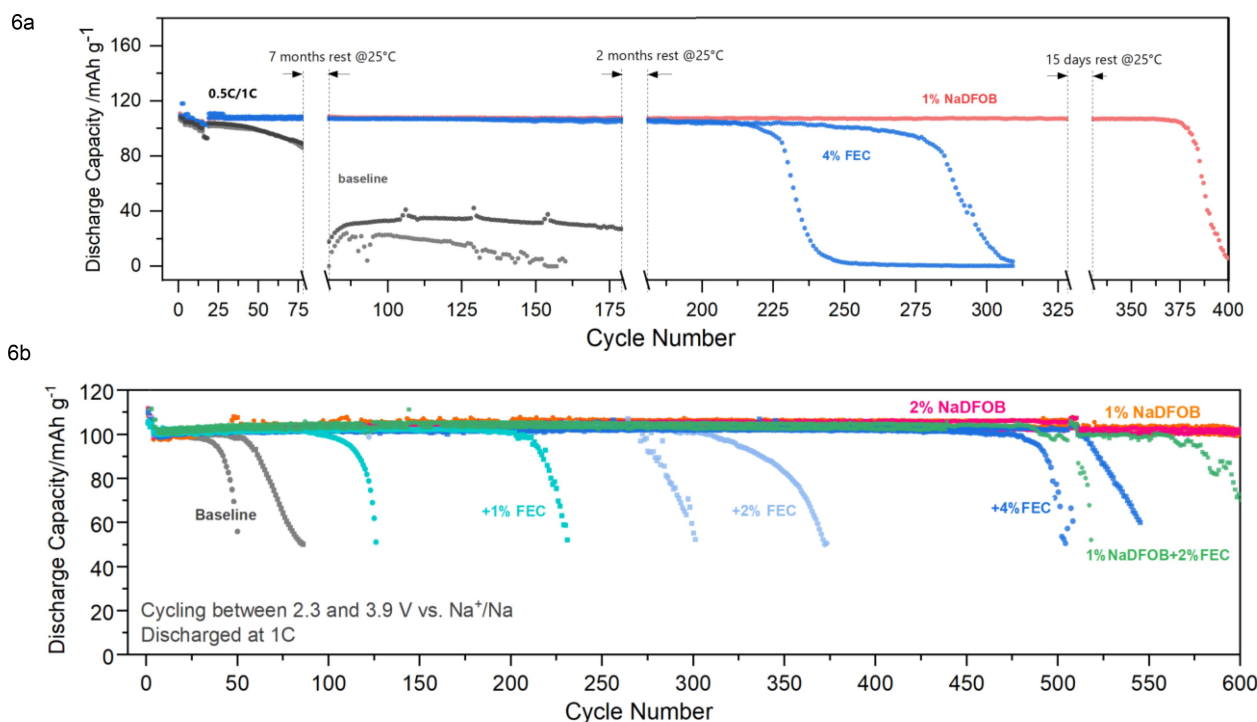 6a
7 months rest @25°C
2 months rest @25°C
15 days rest @25°C
0.5C/1C
1% NaDFOB
4% FEC
baseline
Discharge Capacity /mAh g⁻¹
160
120
80
40
0
0 25 50 75 100 125 150 175 200 225 250 275 300 325 350 375 400
Cycle Number
6b
Discharge Capacity/mAh g⁻¹
120
100
80
60
40
20
0
2% NaDFOB
1% NaDFOB
Baseline
+1% FEC
+2% FEC
+4%FEC
1%NaDFOB+2%FEC
Cycling between 2.3 and 3.9 V vs. Na⁺/Na
Discharged at 1C
0 50 100 150 200 250 300 350 400 450 500 550 600
Cycle Number